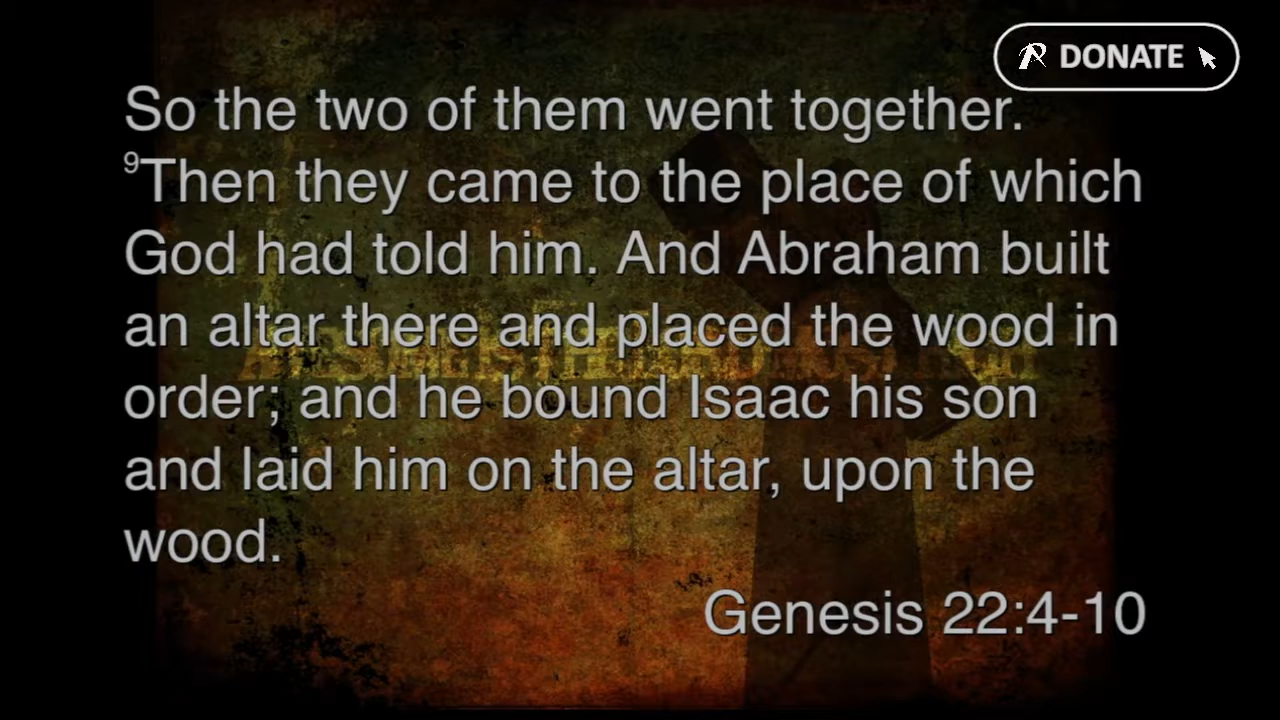 DONATE
So the two of them went together.
⁹Then they came to the place of which
God had told him. And Abraham built
an altar there and placed the wood in
order; and he bound Isaac his son
and laid him on the altar, upon the
wood.
Genesis 22:4-10